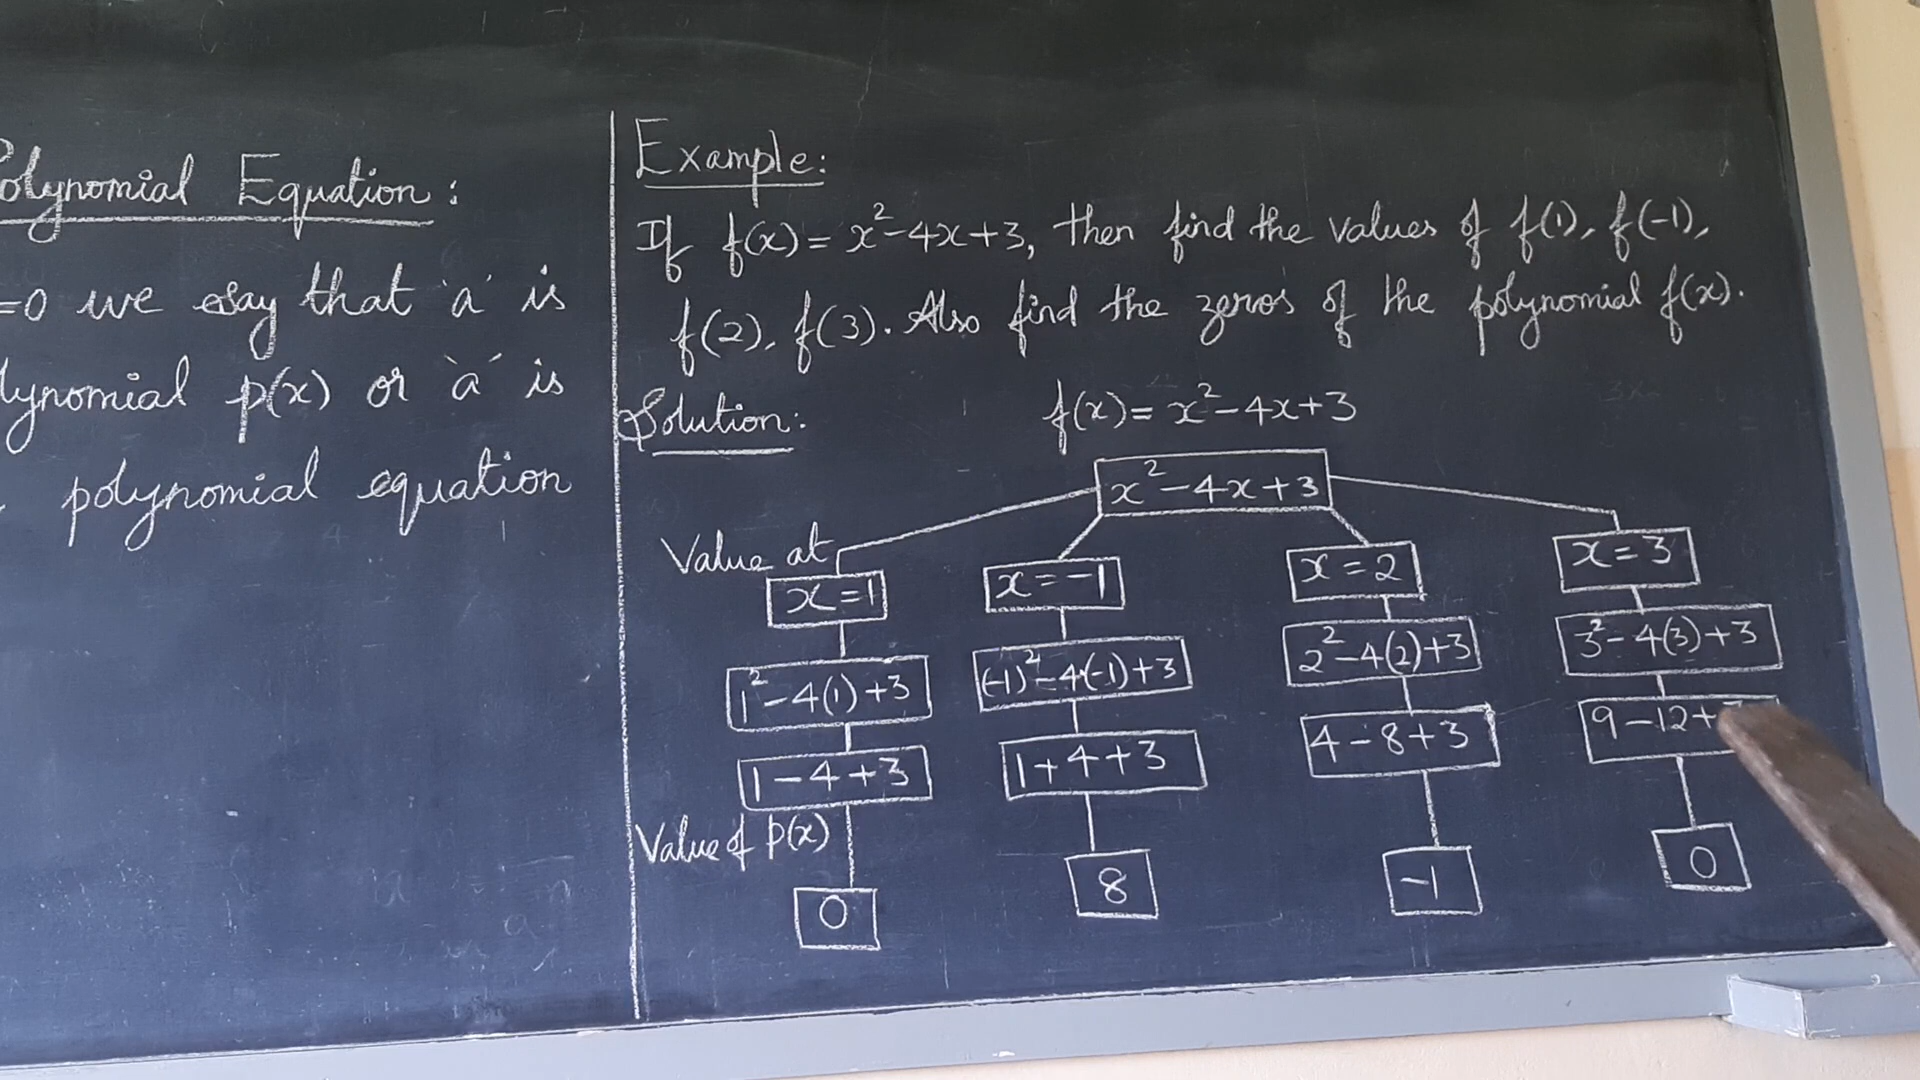 Polynomial Equation:
=0 we say that 'a' is
lynomial p(x) or 'a' is
polynomial equation
Example:
If f(x) = x²-4x+3, then find the values of f(1), f(-1),
f(2), f(3). Also find the zeros of the polynomial f(x).
Solution: f(x) = x²-4x+3
x²-4x+3
Value at
x=1 x=-1 x=2 x=3
1²-4(1)+3 (-1)²-4(-1)+3 2²-4(2)+3 3²-4(3)+3
1-4+3 1+4+3 4-8+3 9-12+
Value of p(x)
0 8 -1 0